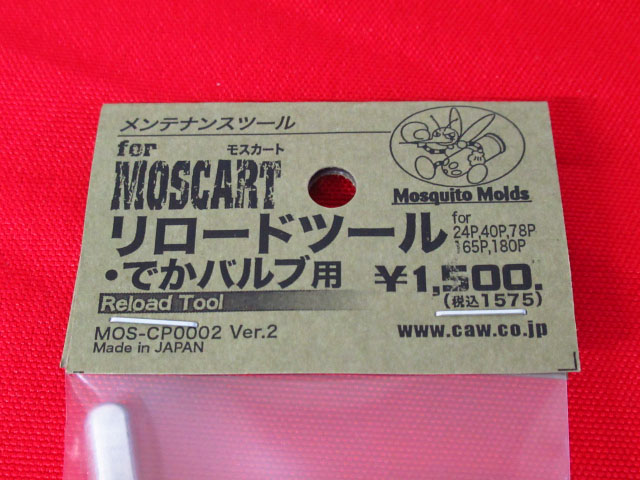 メンテナンスツール
for モスカート
MOSCART
Mosquito Molds
リロードツール
for
24P,40P,78P
165P,180P
・でかバルブ用
¥1,500.
(税込1575)
Reload Tool
MOS-CP0002 Ver.2
Made in JAPAN
www.caw.co.jp